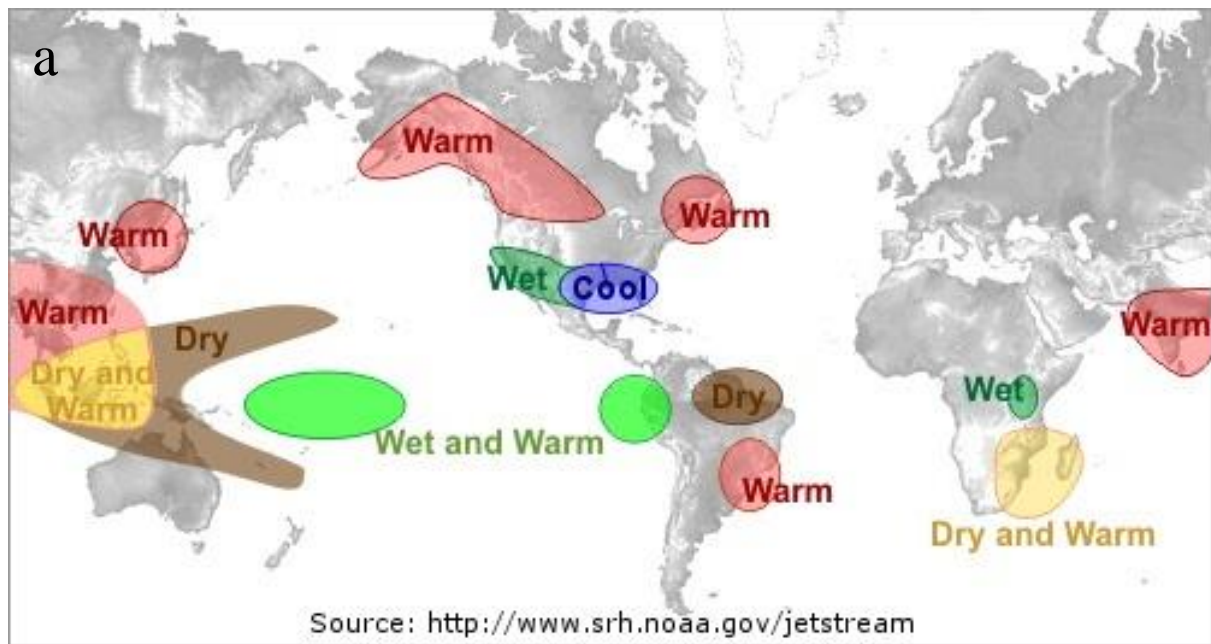 a
Warm
Warm
Warm
Wet
Cool
Warm
Dry
Warm
Dry and
Warm
Wet and Warm
Dry
Wet
Warm
Dry and Warm
Source: http://www.srh.noaa.gov/jetstream